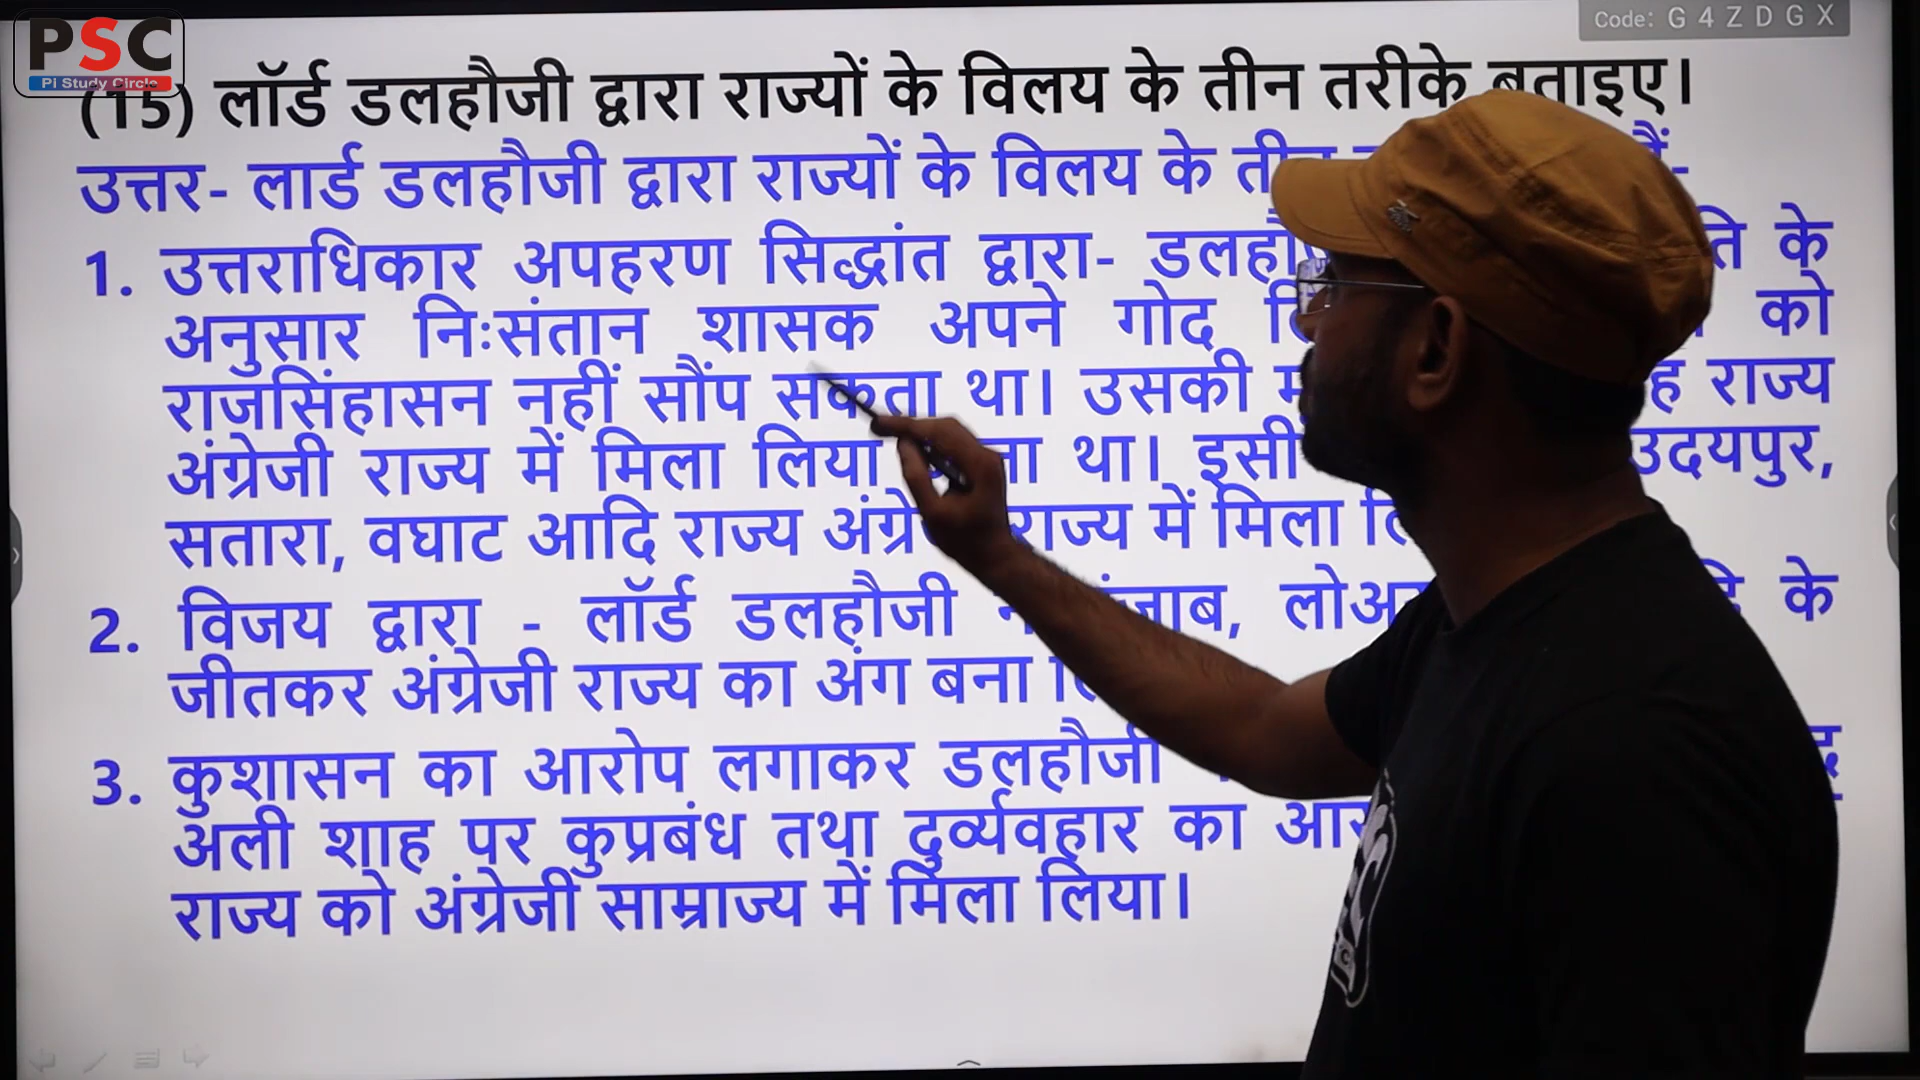 PSC
Pi Study Circle
Code: G 4 Z D G X
(15) लॉर्ड डलहौजी द्वारा राज्यों के विलय के तीन तरीके बताइए।
उत्तर- लार्ड डलहौजी द्वारा राज्यों के विलय के
1. उत्तराधिकार अपहरण सिद्धांत द्वारा- के
अनुसार निःसंतान शासक अपने गोद को
राजसिंहासन नहीं सौंप सकता था। उसकी राज्य
अंग्रेजी राज्य में मिला लिया था। इसी उदयपुर,
सतारा, वघाट आदि राज्य राज्य में मिला
2. विजय द्वारा - लॉर्ड डलहौजी के
जीतकर अंग्रेजी राज्य का अंग बना
3. कुशासन का आरोप लगाकर डलहौजी
अली शाह पर कुप्रबंध तथा दुर्व्यवहार का
राज्य को अंग्रेजी साम्राज्य में मिला लिया।